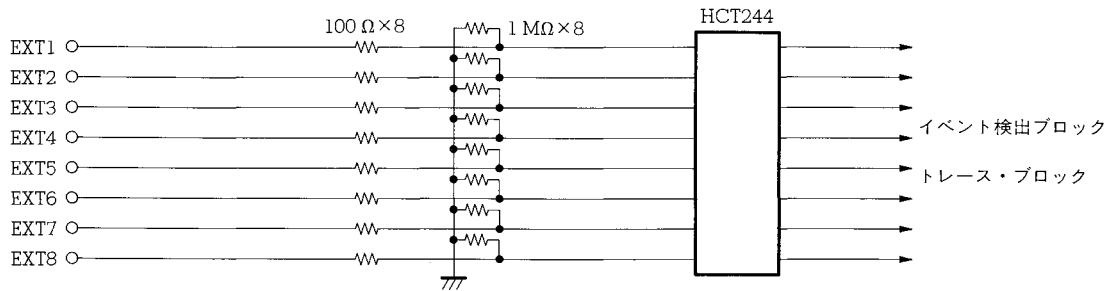 HCT244
100 Ω×8
1 MΩ×8
EXT1
EXT2
EXT3
EXT4
イベント検出ブロック
EXT5
トレース・ブロック
EXT6
EXT7
EXT8